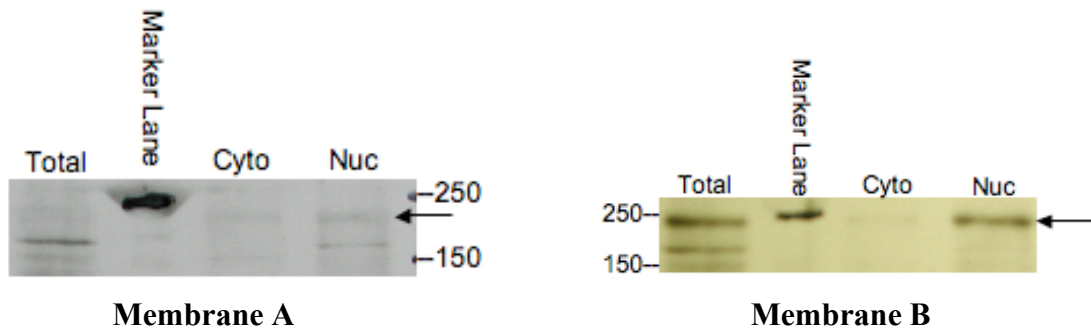 Marker Lane
Total
Cyto
Nuc
–250
–150
Membrane A
Marker Lane
Total
Cyto
Nuc
250--
150--
Membrane B